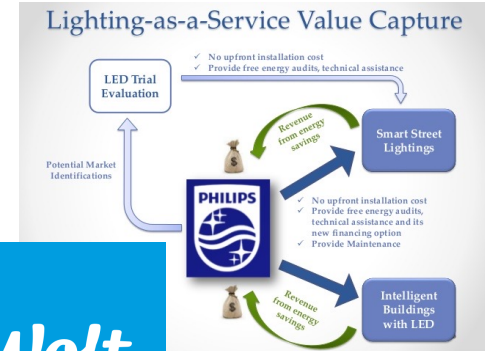 Lighting-as-a-Service Value Capture
✓ No upfront installation cost
✓ Provide free energy audits, technical assistance
LED Trial
Evaluation
Revenue
from energy
savings
Smart Street
Lightings
$
Potential Market
Identifications
PHILIPS
✓ No upfront installation cost
✓ Provide free energy audits,
technical assistance and its
new financing option
✓ Provide Maintenance
$
Revenue
from energy
savings
Intelligent
Buildings
with LED
Wolt